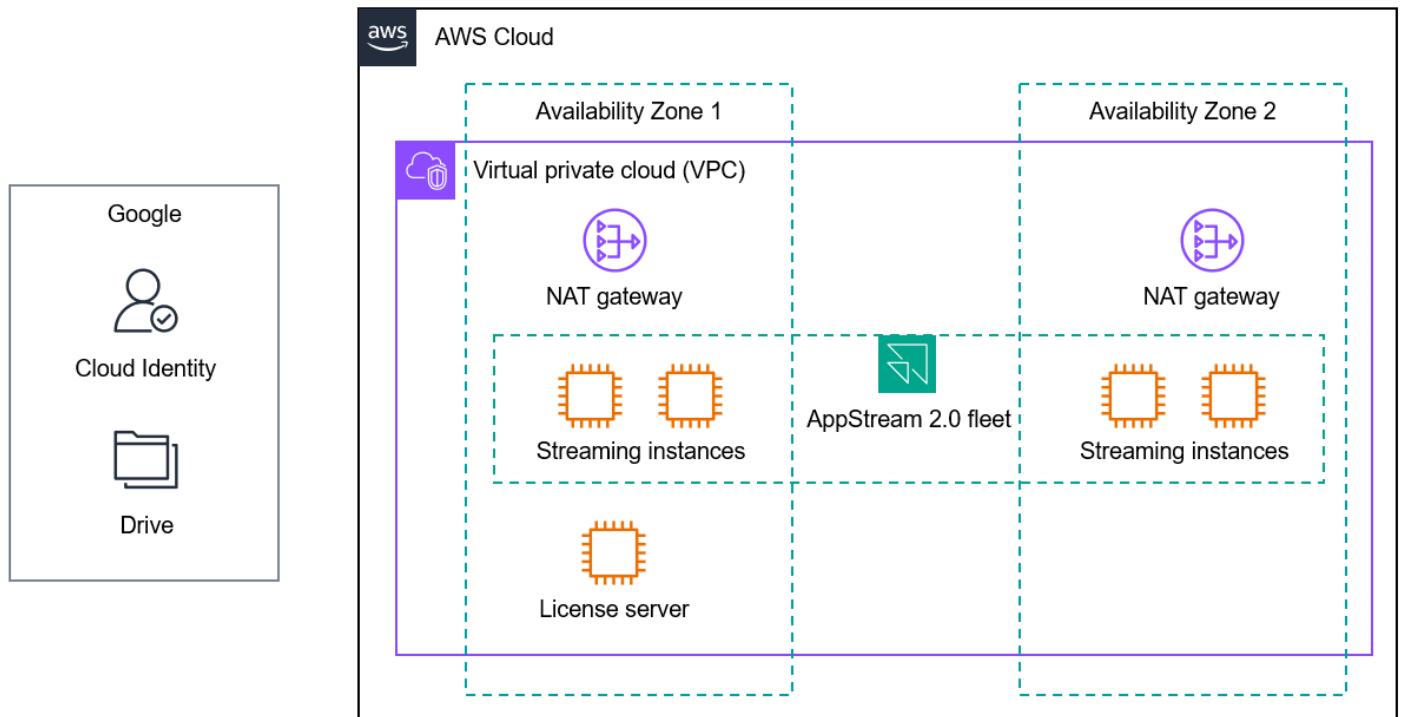 aws
AWS Cloud
Availability Zone 1
Availability Zone 2
Virtual private cloud (VPC)
Google
NAT gateway
NAT gateway
Cloud Identity
AppStream 2.0 fleet
Streaming instances
Streaming instances
Drive
License server